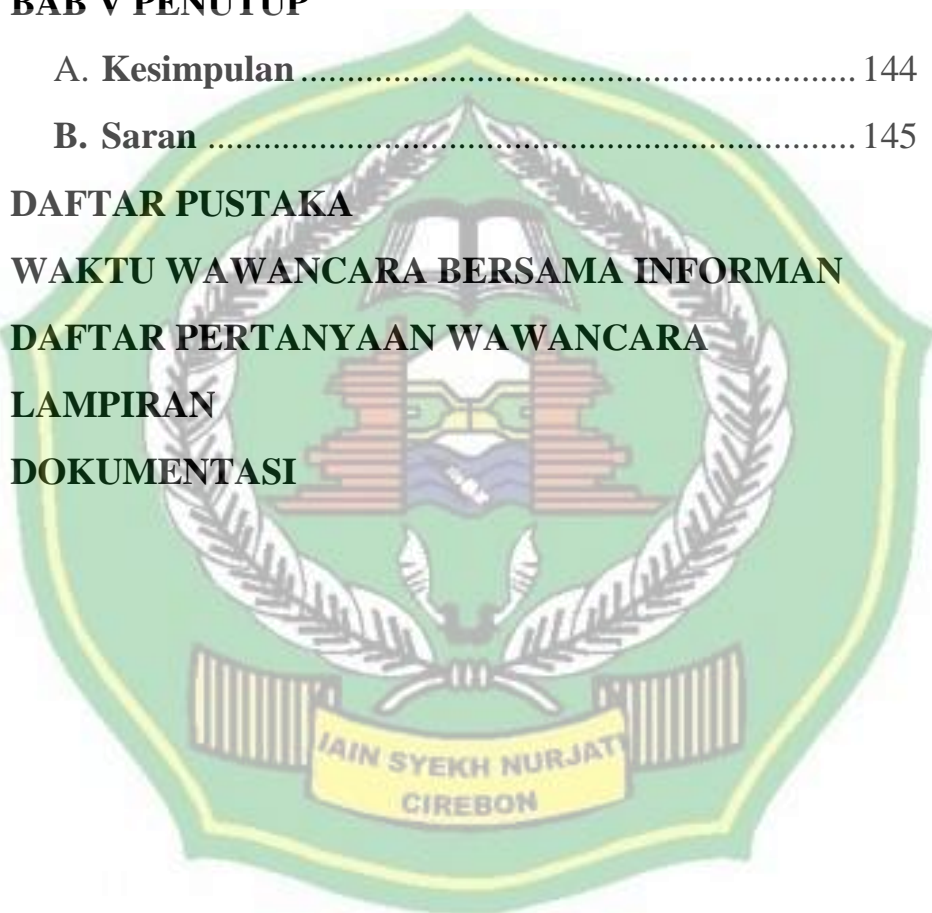 BAB V PENUTUP
A. Kesimpulan ............................................................ 144
B. Saran ...................................................................... 145
DAFTAR PUSTAKA
WAKTU WAWANCARA BERSAMA INFORMAN
DAFTAR PERTANYAAN WAWANCARA
LAMPIRAN
DOKUMENTASI
IAIN SYEKH NURJATI
CIREBON